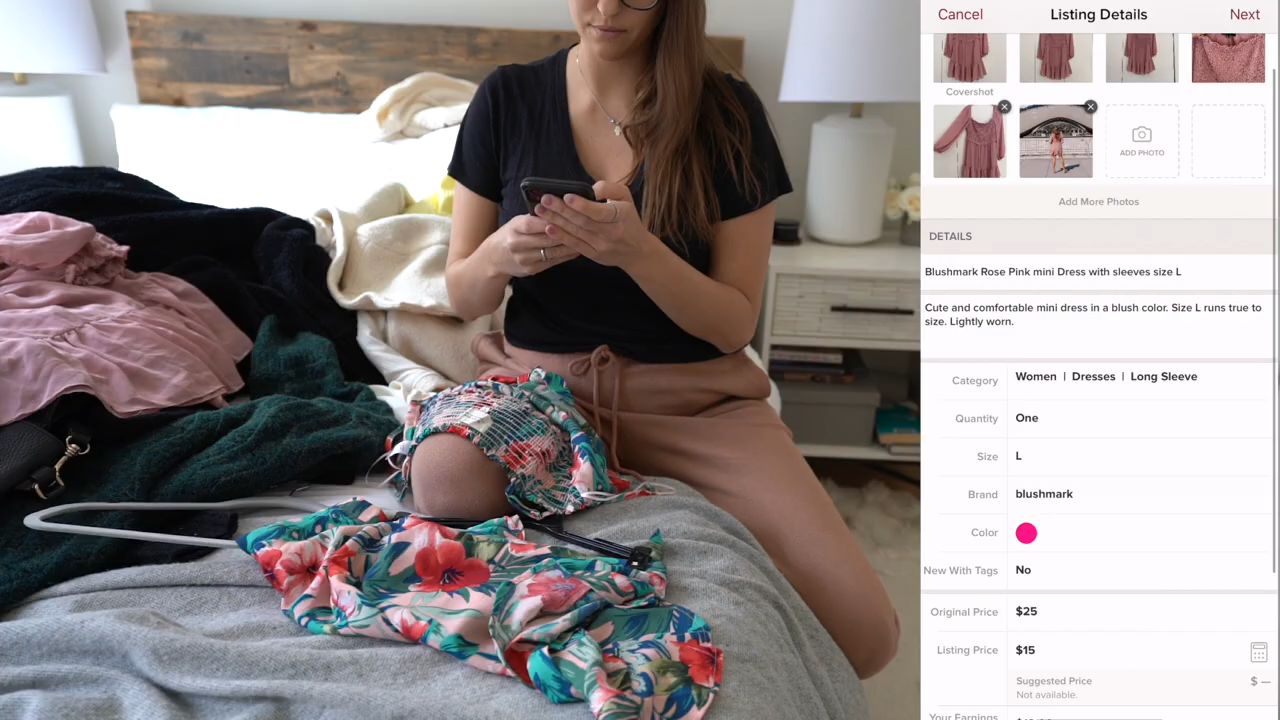 Cancel Listing Details Next
Covershot
ADD PHOTO
Add More Photos
DETAILS
Blushmark Rose Pink mini Dress with sleeves size L
Cute and comfortable mini dress in a blush color. Size L runs true to
size. Lightly worn.
Category Women | Dresses | Long Sleeve
Quantity One
Size L
Brand blushmark
Color
New With Tags No
Original Price $25
Listing Price $15
Suggested Price $ —
Not available.
Your Earnings